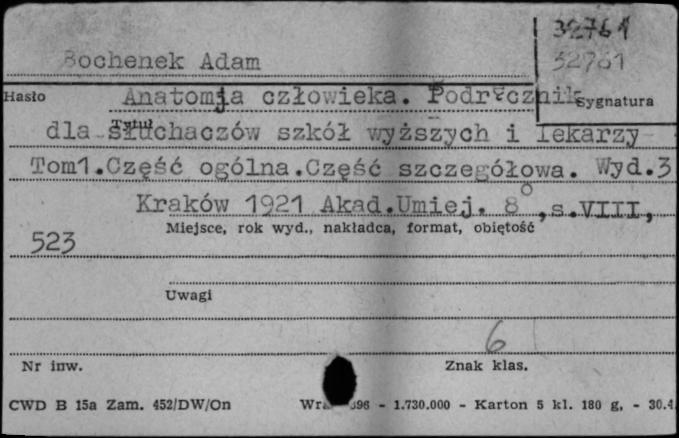 32761
Bochenek Adam 32761
Hasło Anatomja człowieka. Podręcznik Sygnatura
Tytuł
dla słuchaczów szkół wyższych i lekarzy
Tom1.Część ogólna.Część szczegółowa. Wyd.3
Kraków 1921 Akad.Umiej. 8°,s.VIII,
Miejsce, rok wyd., nakładca, format, objętość
523
Uwagi
6
Nr inw. Znak klas.
CWD B 15a Zam. 452/DW/On - 1.730.000 - Karton 5 kl. 180 g, - 30.4